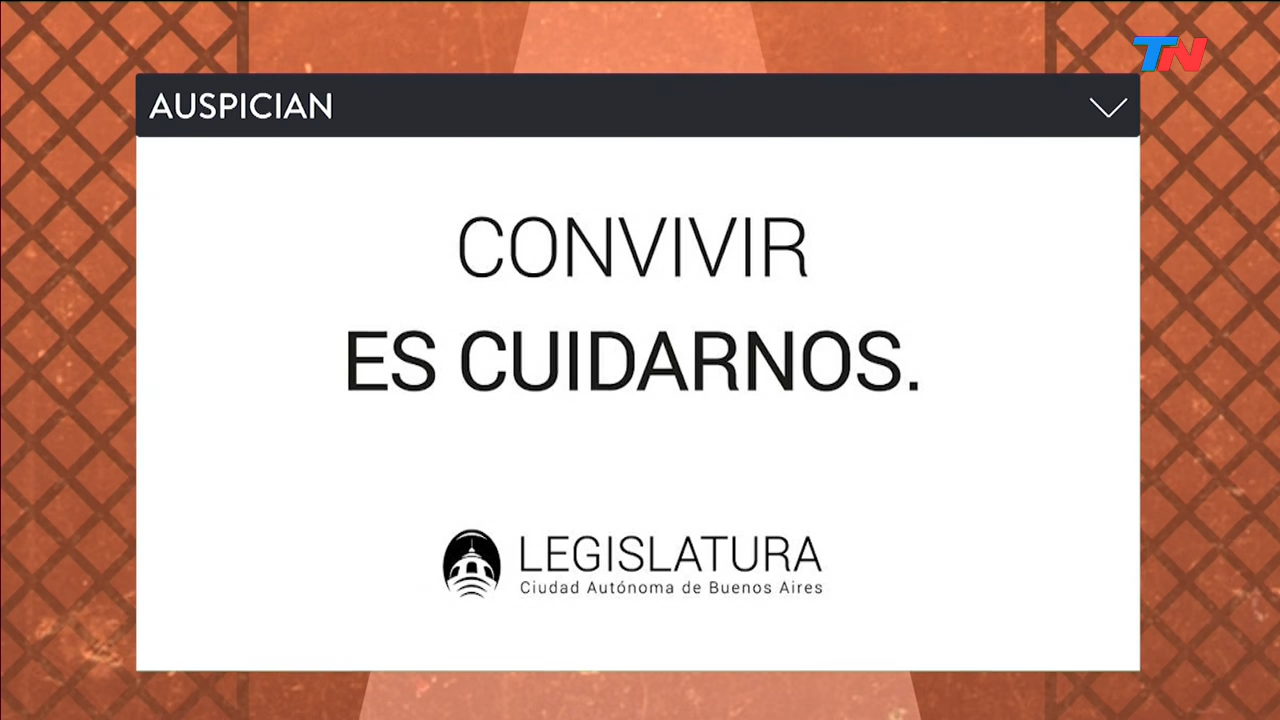 TN
AUSPICIAN
CONVIVIR
ES CUIDARNOS.
LEGISLATURA
Ciudad Autónoma de Buenos Aires